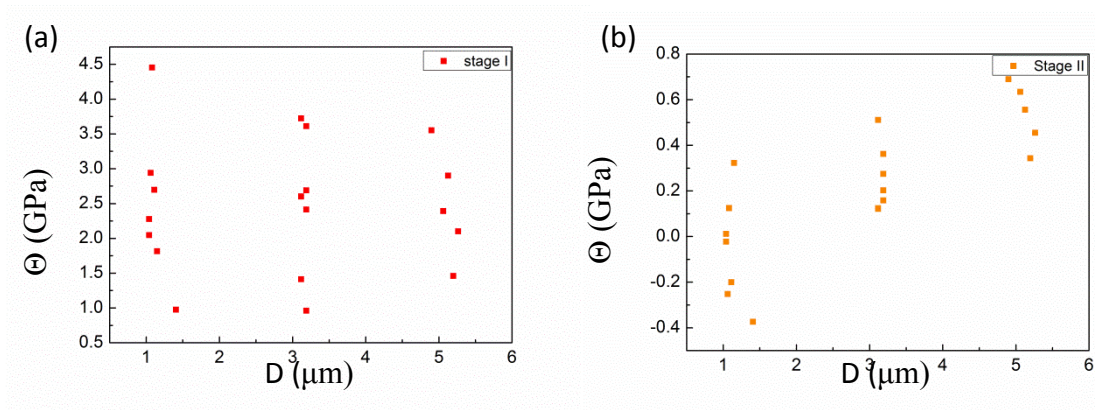 (a)
stage I
4.5
4.0
3.5
3.0
2.5
2.0
1.5
1.0
0.5
Θ (GPa)
1 2 3 4 5 6
D (μm)
(b)
Stage II
0.8
0.6
0.4
0.2
0.0
-0.2
-0.4
Θ (GPa)
1 2 3 4 5 6
D (μm)